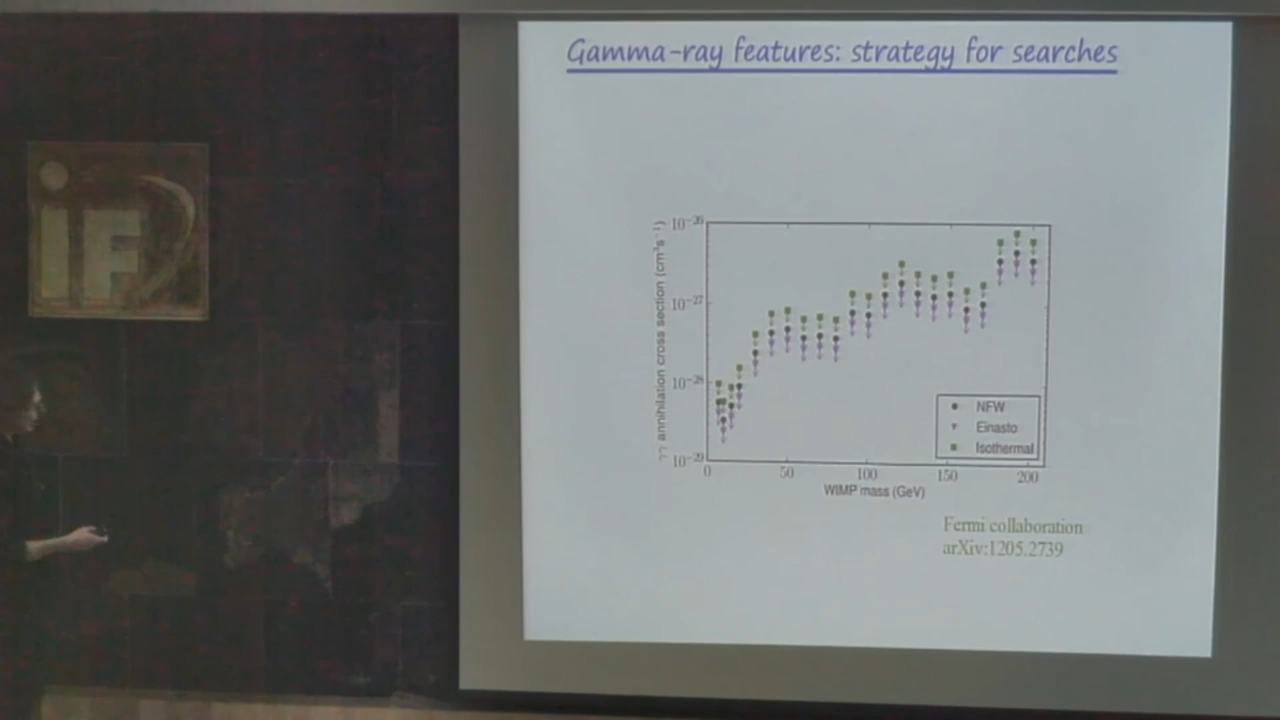 Gamma-ray features: strategy for searches
iF
10⁻²⁶
10⁻²⁷
10⁻²⁸
10⁻²⁹
γγ annihilation cross section (cm³s⁻¹)
NFW
Einasto
Isothermal
0 50 100 150 200
WIMP mass (GeV)
Fermi collaboration
arXiv:1205.2739